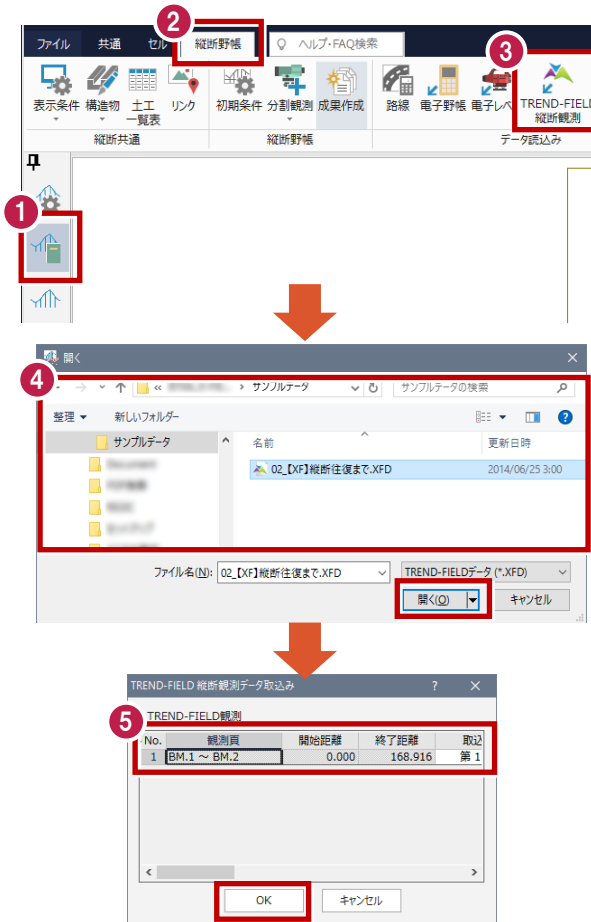 2
ファイル 共通 セル 縦断野帳 ヘルプ・FAQ検索
3
表示条件 構造物 土工 リンク 初期条件 分割観測 成果作成 路線 電子野帳 電子レベ TREND-FIELD
一覧表 縦断観測
縦断共通 縦断野帳 データ読込み
1
開く
4
« › サンプルデータ サンプルデータの検索
整理 新しいフォルダー
サンプルデータ 名前 更新日時
02_【XF】縦断往復まで.XFD 2014/06/25 3:00
ファイル名(N): 02_【XF】縦断往復まで.XFD TREND-FIELDデータ (*.XFD)
開く(O) キャンセル
TREND-FIELD 縦断観測データ取込み ? ×
5
TREND-FIELD観測
No. 観測頁 開始距離 終了距離 取込
1 BM.1 ～ BM.2 0.000 168.916 第 1
OK キャンセル